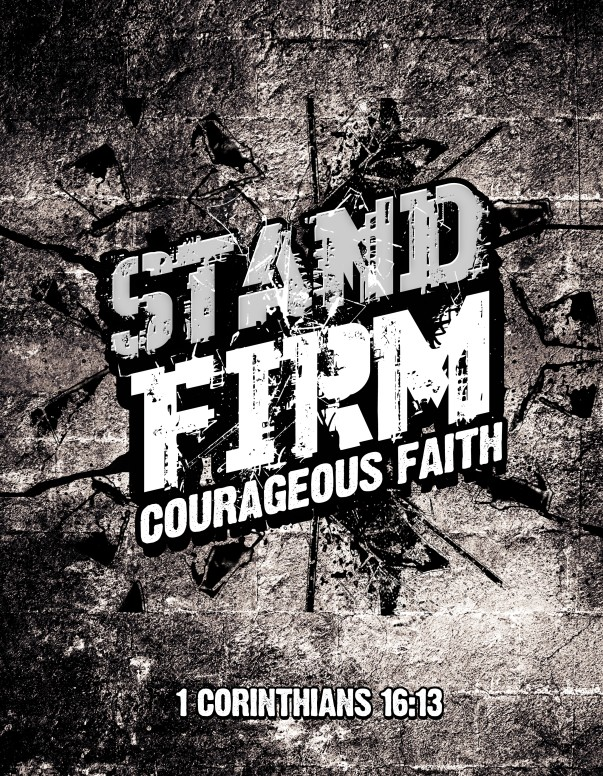 STAND
FIRM
COURAGEOUS FAITH
1 CORINTHIANS 16:13